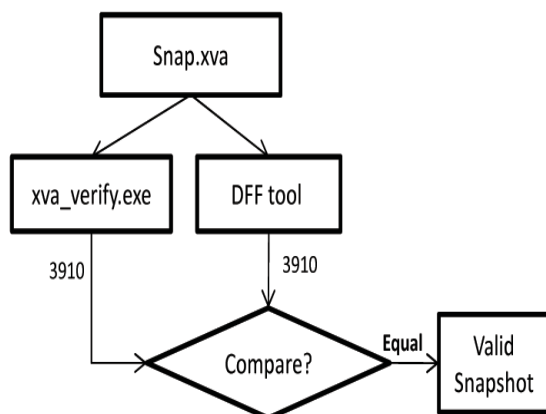 Snap.xva
xva_verify.exe
DFF tool
3910
3910
Compare?
Equal
Valid
Snapshot